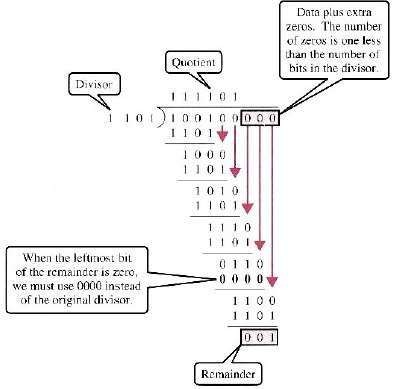 Data plus extra
zeros. The number
of zeros is one less
than the number of
bits in the divisor.
Quotient
Divisor
1 1 1 1 0 1
1 1 0 1 1 0 0 1 0 0 0 0 0
1 1 0 1
1 0 0 0
1 1 0 1
1 0 1 0
1 1 0 1
1 1 1 0
1 1 0 1
0 1 1 0
0 0 0 0
1 1 0 0
1 1 0 1
0 0 1
When the leftmost bit
of the remainder is zero,
we must use 0000 instead
of the original divisor.
Remainder